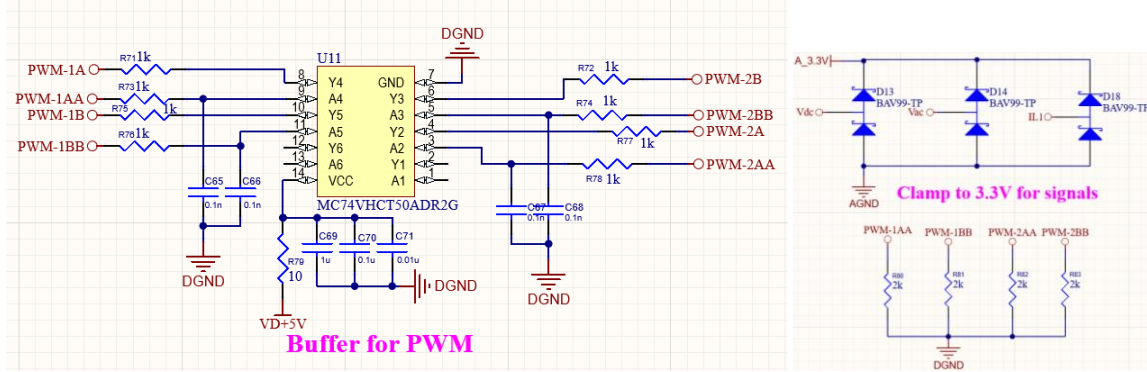 DGND
U11
PWM-1A R71 1k 8 Y4 GND 7 R72 1k PWM-2B
PWM-1AA R73 1k 9 A4 Y3 6
PWM-1B R75 1k 10 Y5 A3 5 R74 1k PWM-2BB
11 A5 Y2 4 R77 1k PWM-2A
PWM-1BB R76 1k 12 Y6 A2 3
13 A6 Y1 2 R78 1k PWM-2AA
14 VCC A1 1
C65 0.1n C66 0.1n
MC74VHCT50ADR2G
C67 0.1n C68 0.1n
R79 10 C69 1u C70 0.1u C71 0.01u
DGND
DGND
DGND
VD+5V
Buffer for PWM
A_3.3V
D13 BAV99-TP
D14 BAV99-TP
D18 BAV99-TP
Vdc
Vac
IL1
AGND
Clamp to 3.3V for signals
PWM-1AA PWM-1BB PWM-2AA PWM-2BB
R80 2k R81 2k R82 2k R83 2k
DGND